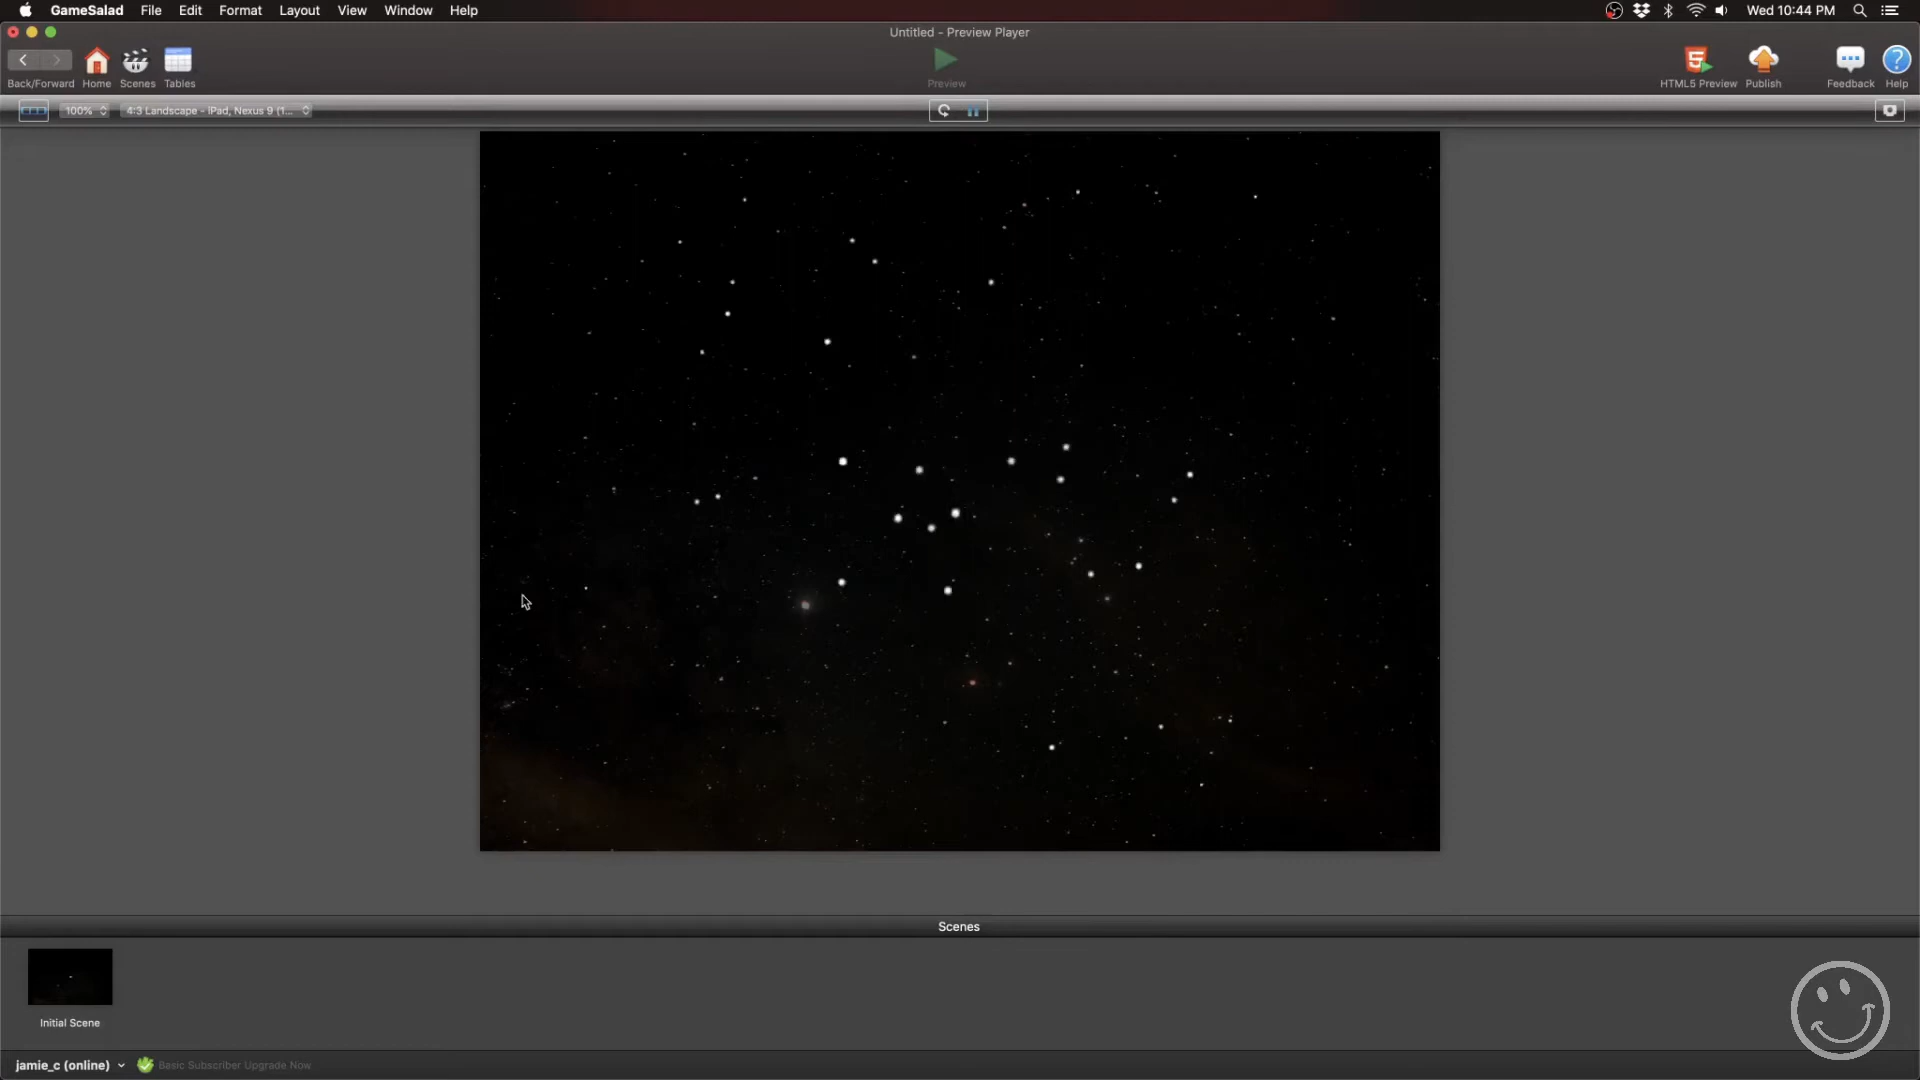 GameSalad File Edit Format Layout View Window Help Wed 10:44 PM
Untitled - Preview Player
Back/Forward Home Scenes Tables Preview HTML5 Preview Publish Feedback Help
100% 4:3 Landscape - iPad, Nexus 9 (1...
Scenes
Initial Scene
jamie_c (online) Basic Subscriber Upgrade Now